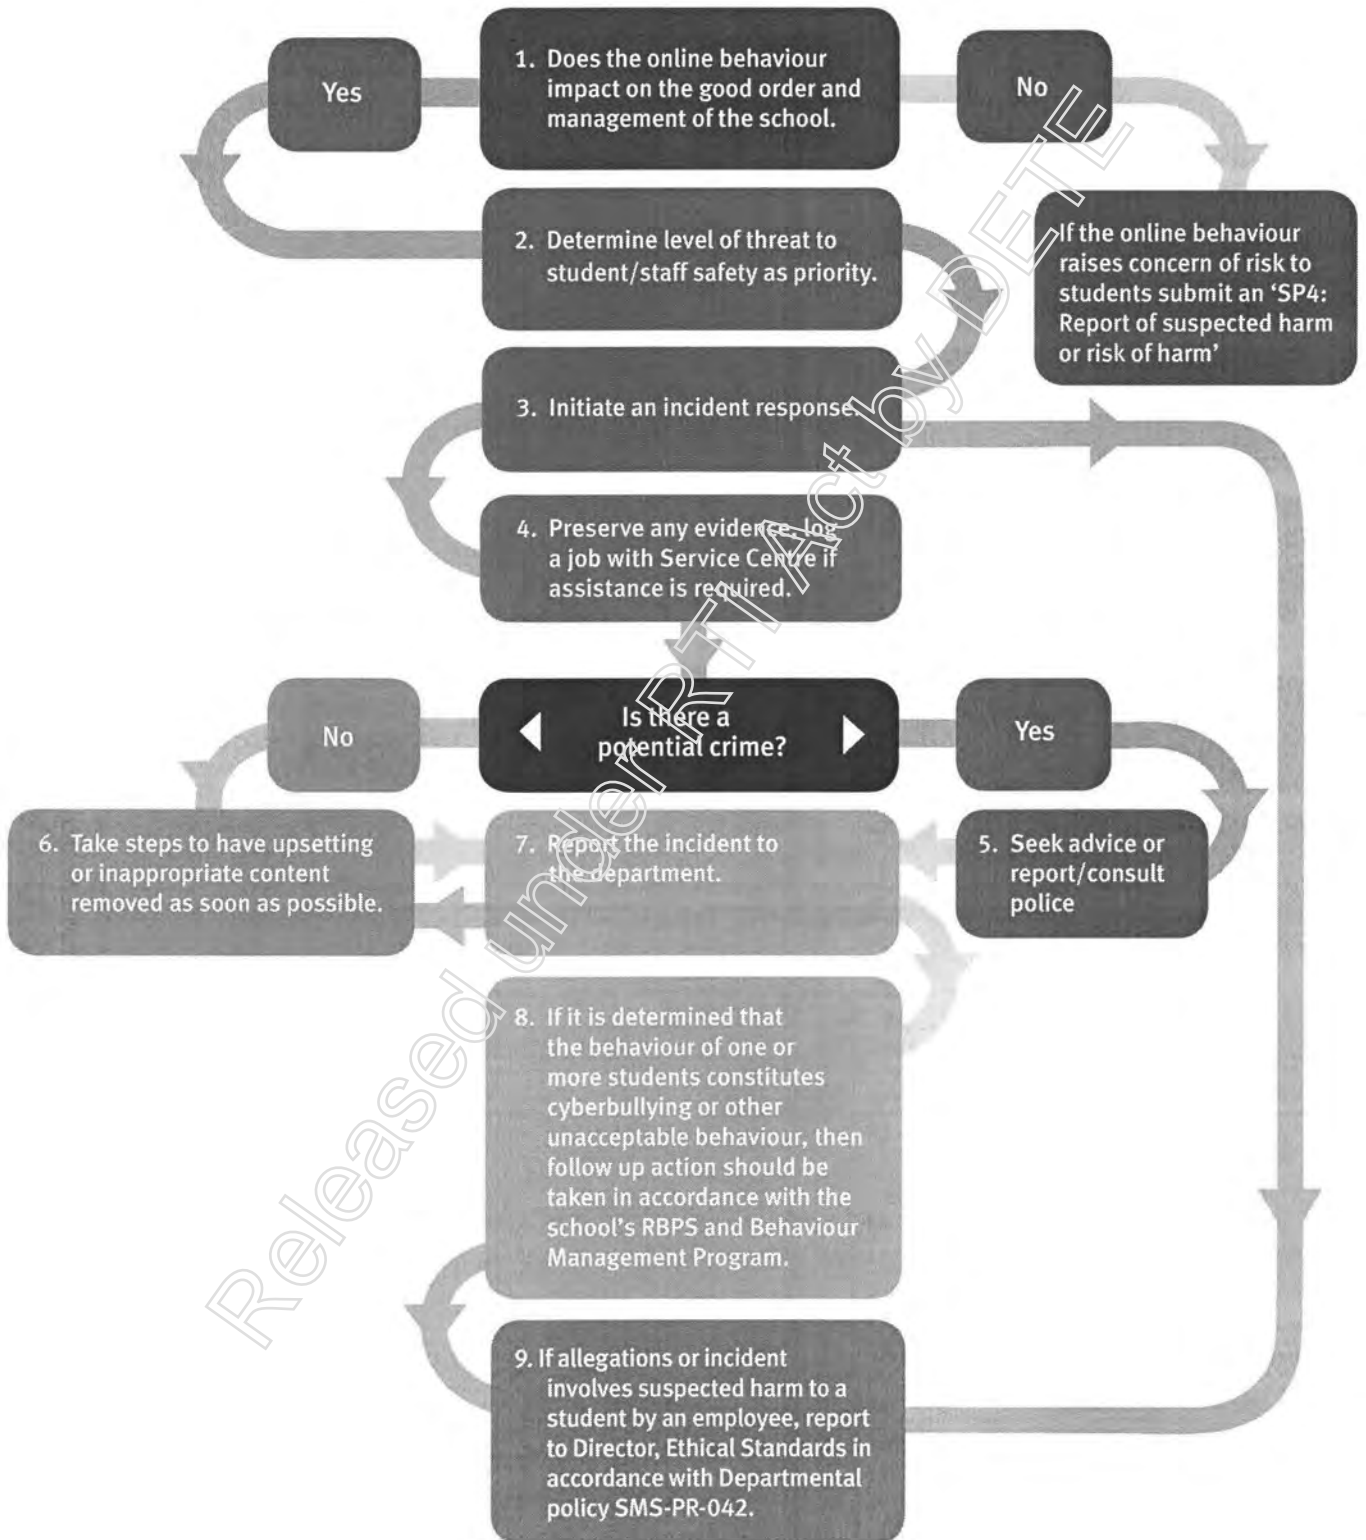 Yes
1. Does the online behaviour
impact on the good order and
management of the school.
No
2. Determine level of threat to
student/staff safety as priority.
If the online behaviour
raises concern of risk to
students submit an ‘SP4:
Report of suspected harm
or risk of harm’
3. Initiate an incident response.
4. Preserve any evidence, log
a job with Service Centre if
assistance is required.
No
Is there a
potential crime?
Yes
6. Take steps to have upsetting
or inappropriate content
removed as soon as possible.
7. Report the incident to
the department.
5. Seek advice or
report/consult
police
8. If it is determined that
the behaviour of one or
more students constitutes
cyberbullying or other
unacceptable behaviour, then
follow up action should be
taken in accordance with the
school’s RBPS and Behaviour
Management Program.
9. If allegations or incident
involves suspected harm to a
student by an employee, report
to Director, Ethical Standards in
accordance with Departmental
policy SMS-PR-042.
Released under RTI Act by DETE